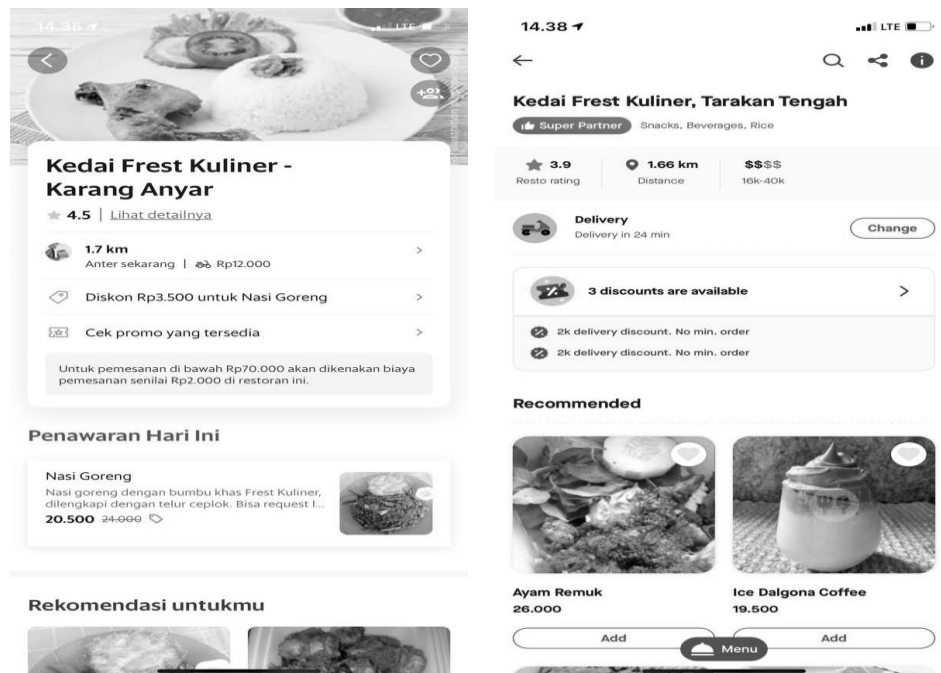 14.35
LTE
Kedai Frest Kuliner -
Karang Anyar
4.5 | Lihat detailnya
1.7 km
Anter sekarang | Rp12.000
Diskon Rp3.500 untuk Nasi Goreng
Cek promo yang tersedia
Untuk pemesanan di bawah Rp70.000 akan dikenakan biaya
pemesanan senilai Rp2.000 di restoran ini.
Penawaran Hari Ini
Nasi Goreng
Nasi goreng dengan bumbu khas Frest Kuliner,
dilengkapi dengan telur ceplok. Bisa request l...
20.500 24.000
Rekomendasi untukmu
14.38
LTE
Kedai Frest Kuliner, Tarakan Tengah
Super Partner Snacks, Beverages, Rice
3.9 1.66 km $$$$
Resto rating Distance 16k-40k
Delivery
Delivery in 24 min
Change
3 discounts are available
2k delivery discount. No min. order
2k delivery discount. No min. order
Recommended
Ayam Remuk Ice Dalgona Coffee
26.000 19.500
Add Add
Menu